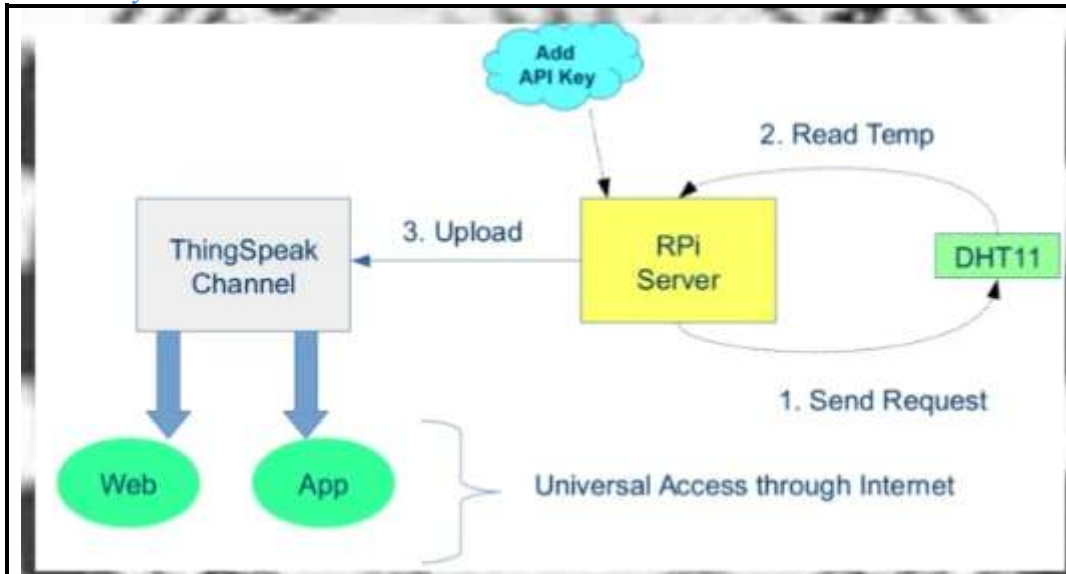 Add
API Key
2. Read Temp
3. Upload
ThingSpeak
Channel
RPi
Server
DHT11
1. Send Request
Web
App
Universal Access through Internet